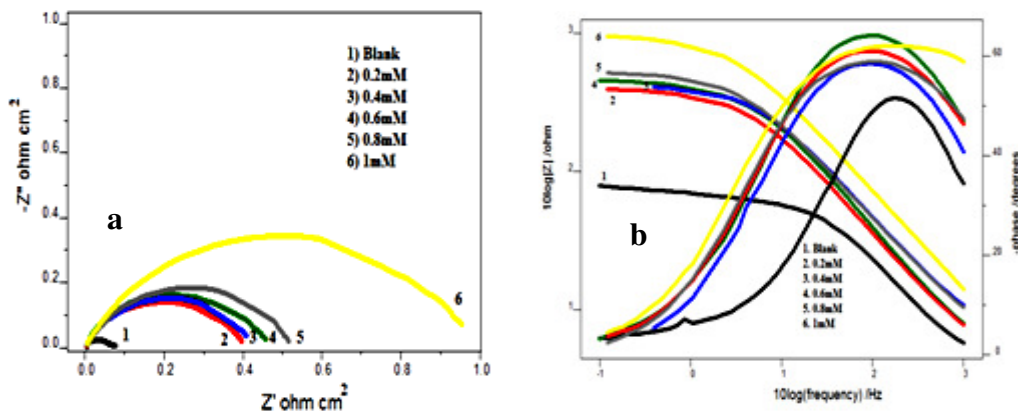 1.0
0.8
0.6
0.4
0.2
0.0
-Z" ohm cm²
1) Blank
2) 0.2mM
3) 0.4mM
4) 0.6mM
5) 0.8mM
6) 1mM
a
1
2
3
4
5
6
0.0 0.2 0.4 0.6 0.8 1.0
Z' ohm cm²
3
2
1
10log|Z| /ohm
6
5
4
3
2
1
b
1. Blank
2. 0.2mM
3. 0.4mM
4. 0.6mM
5. 0.8mM
6. 1mM
60
40
20
0
-phase /degrees
-1 0 1 2 3
10log(frequency) /Hz